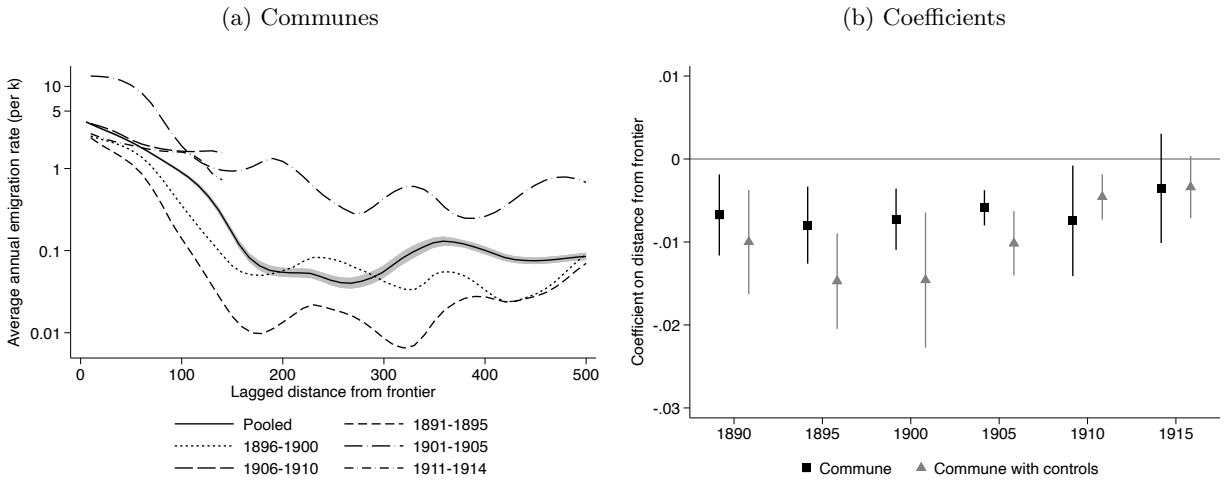 (a) Communes
Average annual emigration rate (per k)
10
5
1
0.1
0.01
0 100 200 300 400 500
Lagged distance from frontier
Pooled 1891-1895
1896-1900 1901-1905
1906-1910 1911-1914
(b) Coefficients
Coefficient on distance from frontier
.01
0
-.01
-.02
-.03
1890 1895 1900 1905 1910 1915
Commune Commune with controls